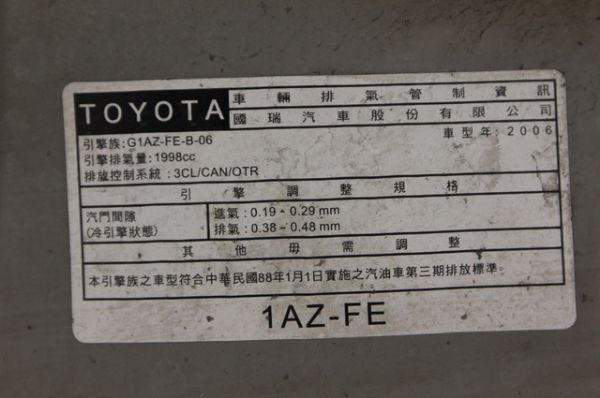 TOYOTA 車輛排氣管制資訊
國瑞汽車股份有限公司
引擎族:G1AZ-FE-B-06 車型年:2006
引擎排氣量:1998cc
排放控制系統:3CL/CAN/OTR
引擎調整規格
汽門間隙 進氣:0.19-0.29mm
(冷引擎狀態) 排氣:0.38-0.48mm
其他毋需調整
本引擎族之車型符合中華民國88年1月1日實施之汽油車第三期排放標準。
1AZ-FE